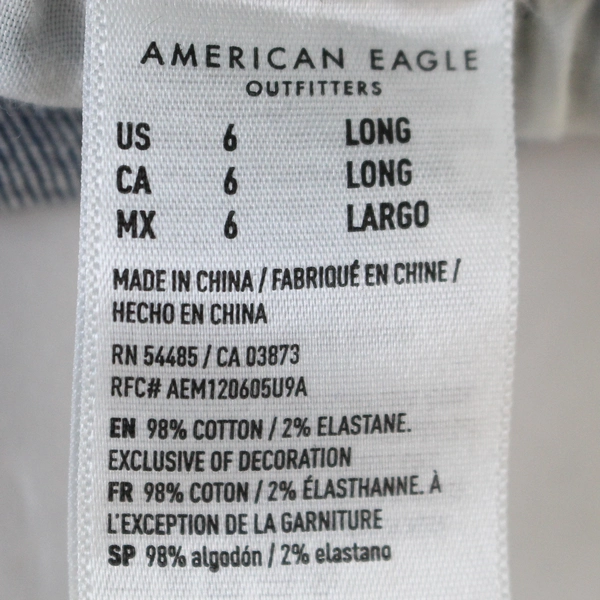 AMERICAN EAGLE
OUTFITTERS
US 6 LONG
CA 6 LONG
MX 6 LARGO
MADE IN CHINA / FABRIQUÉ EN CHINE /
HECHO EN CHINA
RN 54485 / CA 03873
RFC# AEM120605U9A
EN 98% COTTON / 2% ELASTANE.
EXCLUSIVE OF DECORATION
FR 98% COTON / 2% ÉLASTHANNE. À
L'EXCEPTION DE LA GARNITURE
SP 98% algodón / 2% elastano